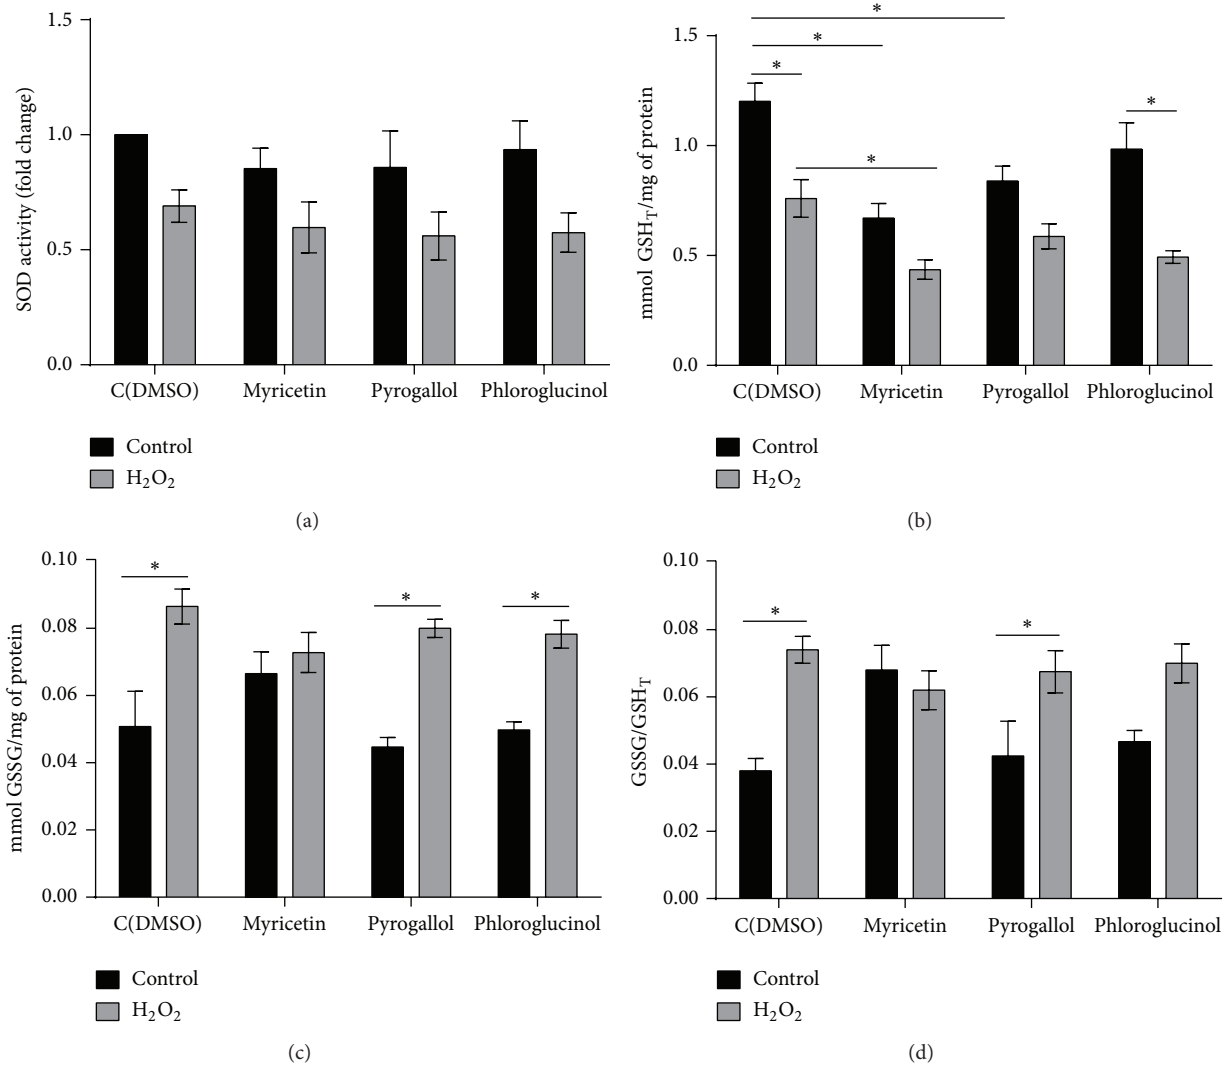 SOD activity (fold change)
1.5
1.0
0.5
0.0
C(DMSO) Myricetin Pyrogallol Phloroglucinol
Control
H₂O₂
(a)
mmol GSH_T/mg of protein
1.5
1.0
0.5
0.0
*
*
*
*
*
C(DMSO) Myricetin Pyrogallol Phloroglucinol
Control
H₂O₂
(b)
mmol GSSG/mg of protein
0.10
0.08
0.06
0.04
0.02
0.00
*
*
*
C(DMSO) Myricetin Pyrogallol Phloroglucinol
Control
H₂O₂
(c)
GSSG/GSH_T
0.10
0.08
0.06
0.04
0.02
0.00
*
*
C(DMSO) Myricetin Pyrogallol Phloroglucinol
Control
H₂O₂
(d)